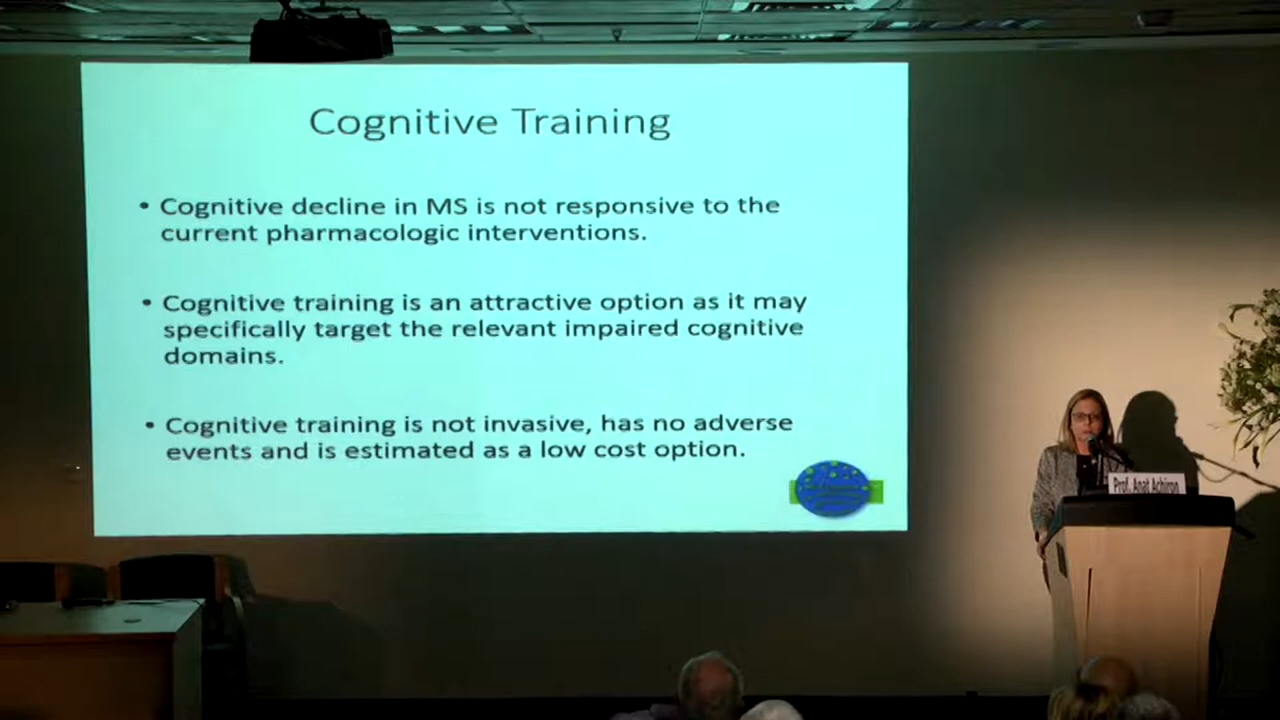 Cognitive Training
• Cognitive decline in MS is not responsive to the
current pharmacologic interventions.
• Cognitive training is an attractive option as it may
specifically target the relevant impaired cognitive
domains.
• Cognitive training is not invasive, has no adverse
events and is estimated as a low cost option.
Prof. Anat Achiron